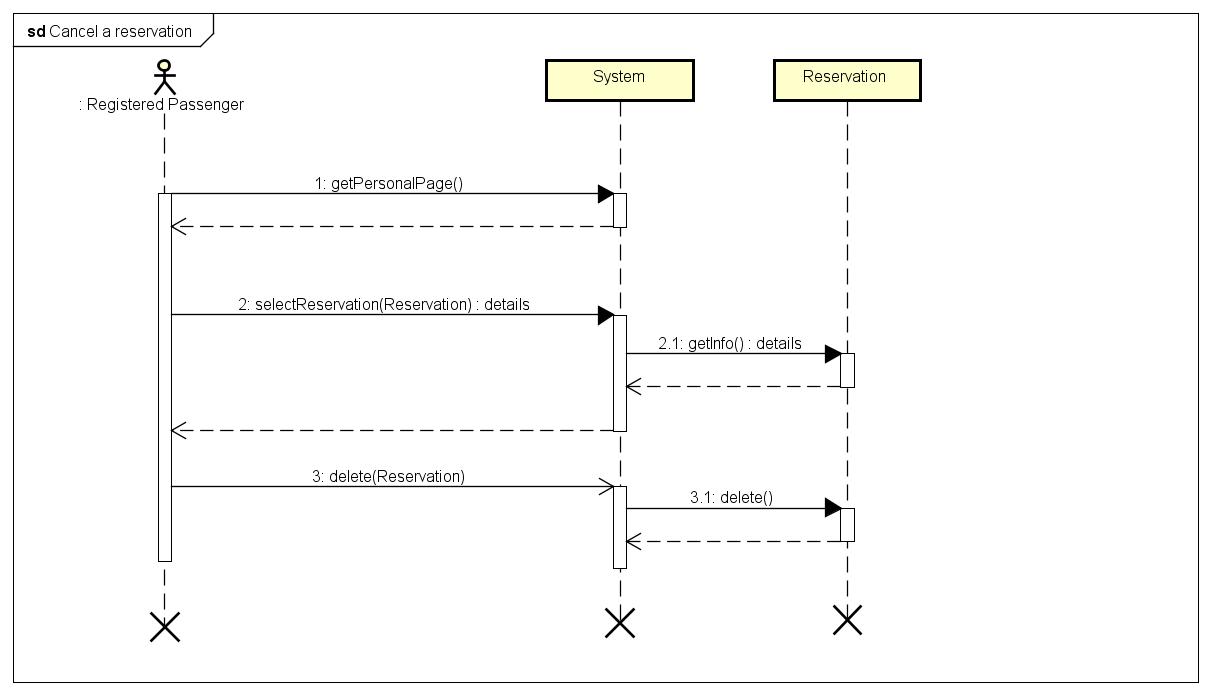 sd Cancel a reservation
: Registered Passenger
System
Reservation
1: getPersonalPage()
2: selectReservation(Reservation) : details
2.1: getInfo() : details
3: delete(Reservation)
3.1: delete()